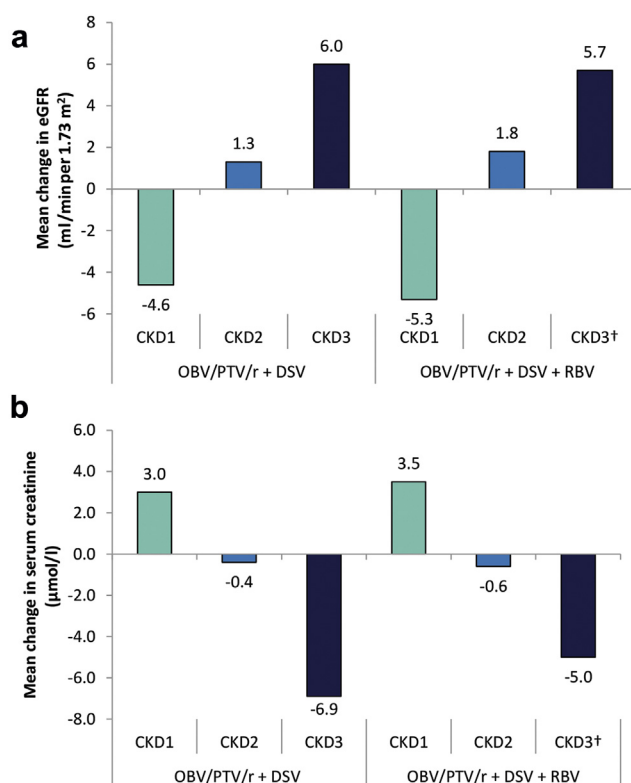 a
Mean change in eGFR
(ml/minper 1.73 m²)
8
6
4
2
0
-2
-4
-6
-4.6
1.3
6.0
-5.3
1.8
5.7
CKD1
CKD2
CKD3
CKD1
CKD2
CKD3†
OBV/PTV/r + DSV
OBV/PTV/r + DSV + RBV
b
Mean change in serum creatinine
(µmol/l)
6.0
4.0
2.0
0.0
-2.0
-4.0
-6.0
-8.0
3.0
-0.4
-6.9
3.5
-0.6
-5.0
CKD1
CKD2
CKD3
CKD1
CKD2
CKD3†
OBV/PTV/r + DSV
OBV/PTV/r + DSV + RBV